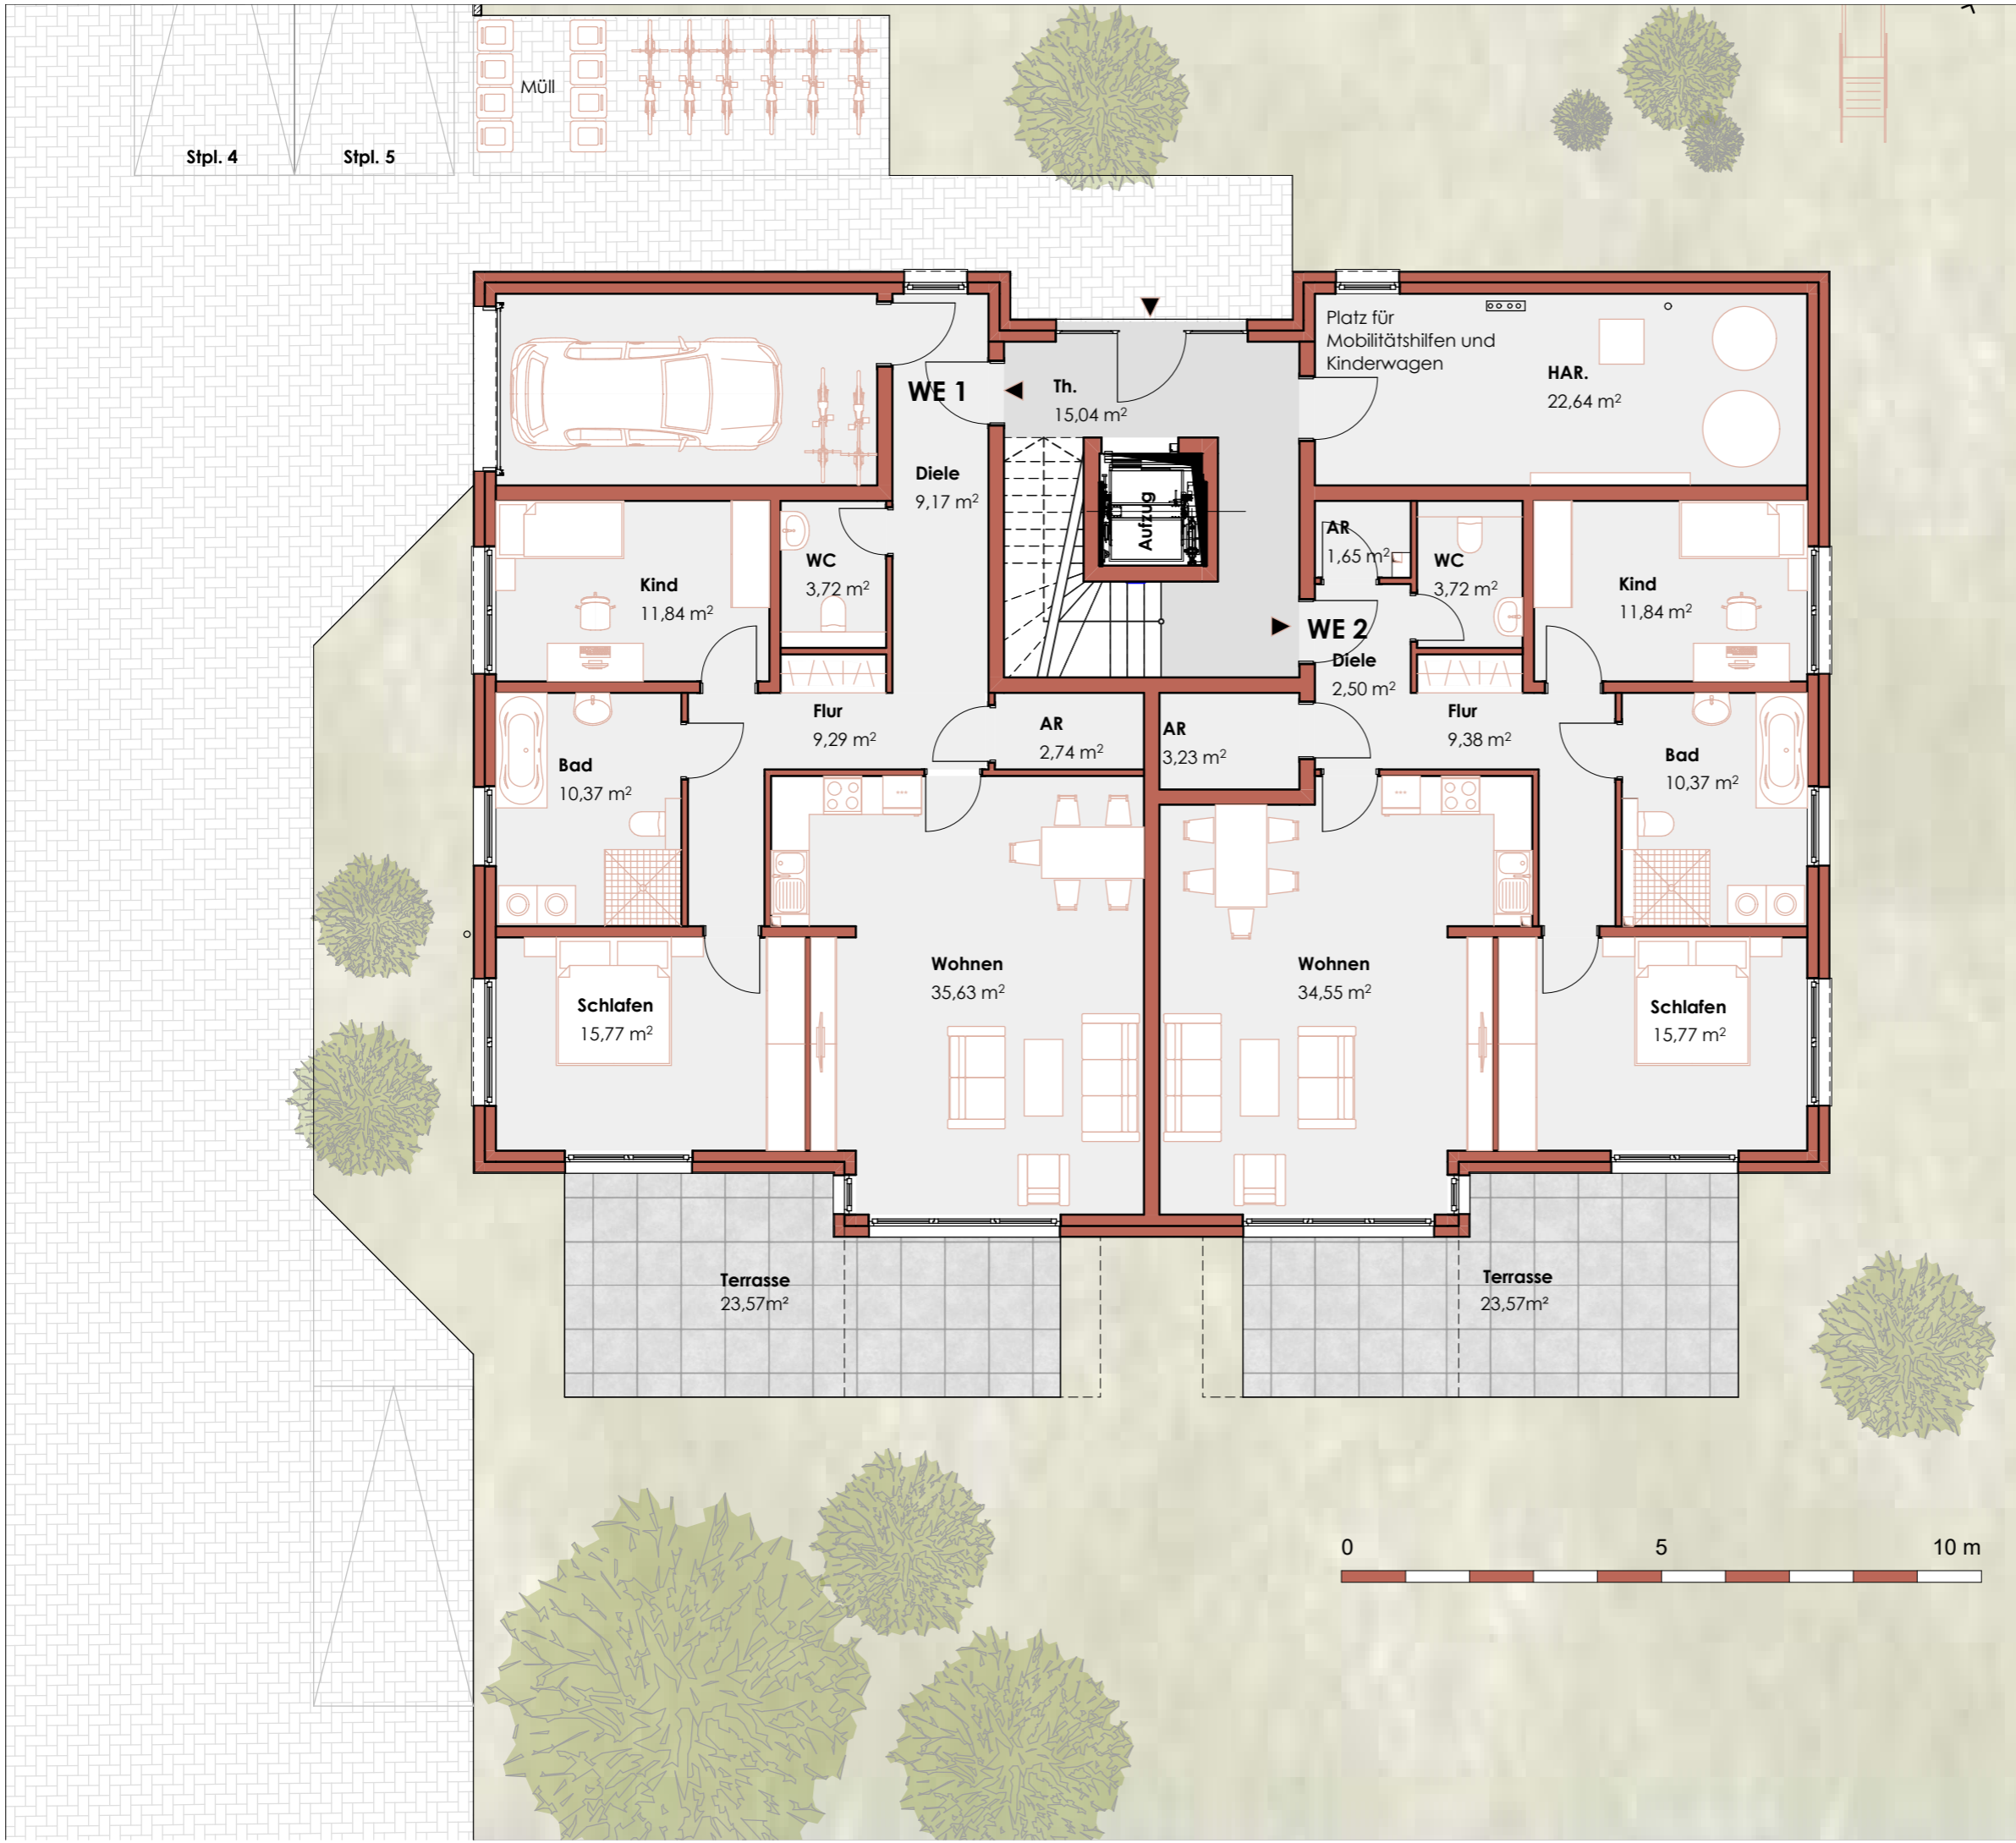 Müll
Stpl. 4
Stpl. 5
Platz für
Mobilitätshilfen und
Kinderwagen
HAR.
22,64 m²
WE 1
Th.
15,04 m²
Diele
9,17 m²
Aufzug
AR
1,65 m²
WC
3,72 m²
WC
3,72 m²
Kind
11,84 m²
Kind
11,84 m²
WE 2
Diele
2,50 m²
Flur
9,29 m²
AR
2,74 m²
AR
3,23 m²
Flur
9,38 m²
Bad
10,37 m²
Bad
10,37 m²
Wohnen
35,63 m²
Wohnen
34,55 m²
Schlafen
15,77 m²
Schlafen
15,77 m²
Terrasse
23,57m²
Terrasse
23,57m²
0 5 10 m